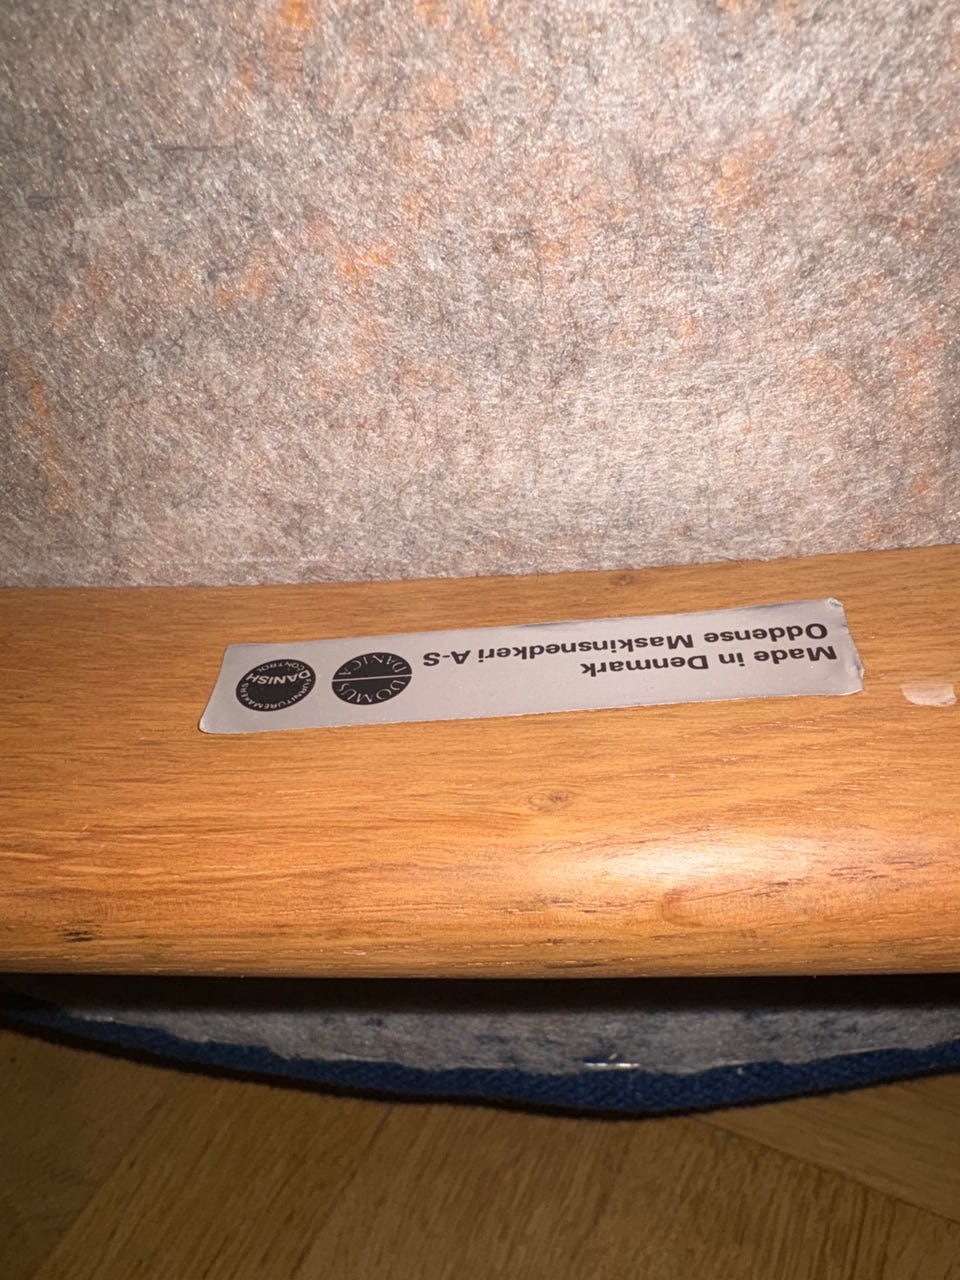 Made in Denmark
Oddense Maskinsnedkeri A-S
DOMUS
DANICA
FURNITUREMAKERS
DANISH
CONTROL